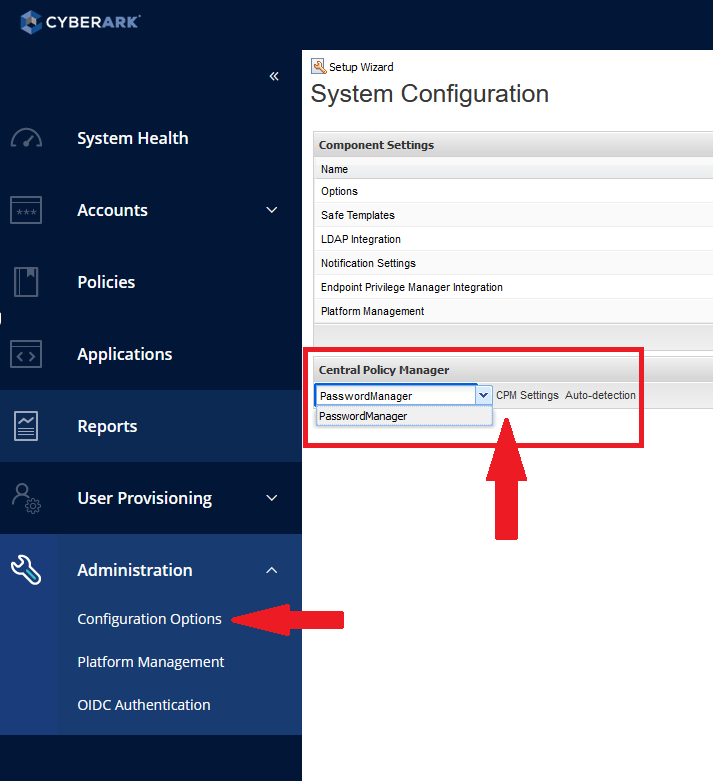 CYBERARK®
«
System Health
Accounts
Policies
Applications
Reports
User Provisioning
Administration
Configuration Options
Platform Management
OIDC Authentication
Setup Wizard
System Configuration
Component Settings
Name
Options
Safe Templates
LDAP Integration
Notification Settings
Endpoint Privilege Manager Integration
Platform Management
Central Policy Manager
PasswordManager CPM Settings Auto-detection
PasswordManager